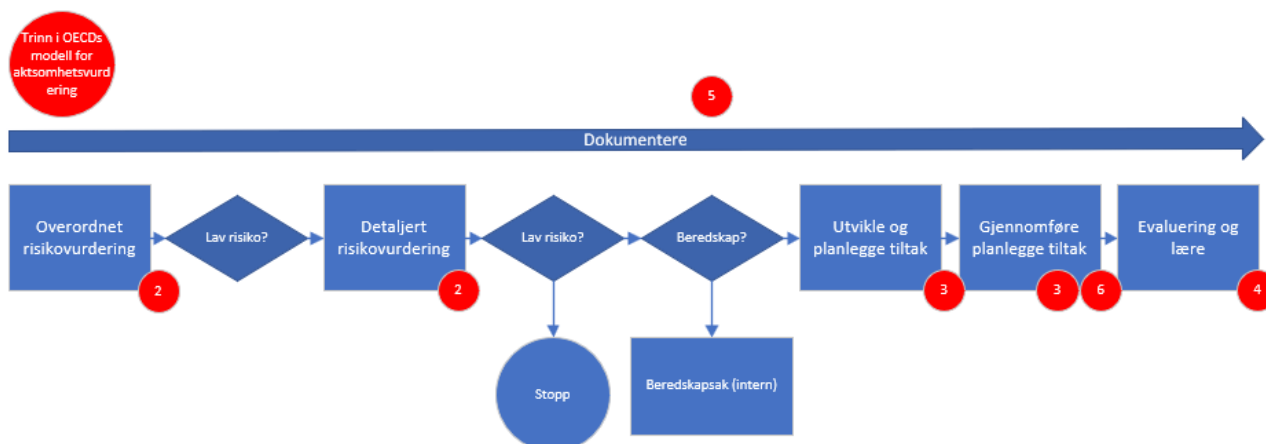 Trinn i OECDs
modell for
aktsomhetsvurd
ering
5
Dokumentere
Overordnet
risikovurdering
2
Lav risiko?
Detaljert
risikovurdering
2
Lav risiko?
Beredskap?
Utvikle og
planlegge tiltak
3
Gjennomføre
planlegge tiltak
3
6
Evaluering og
lære
4
Stopp
Beredskapsak (intern)